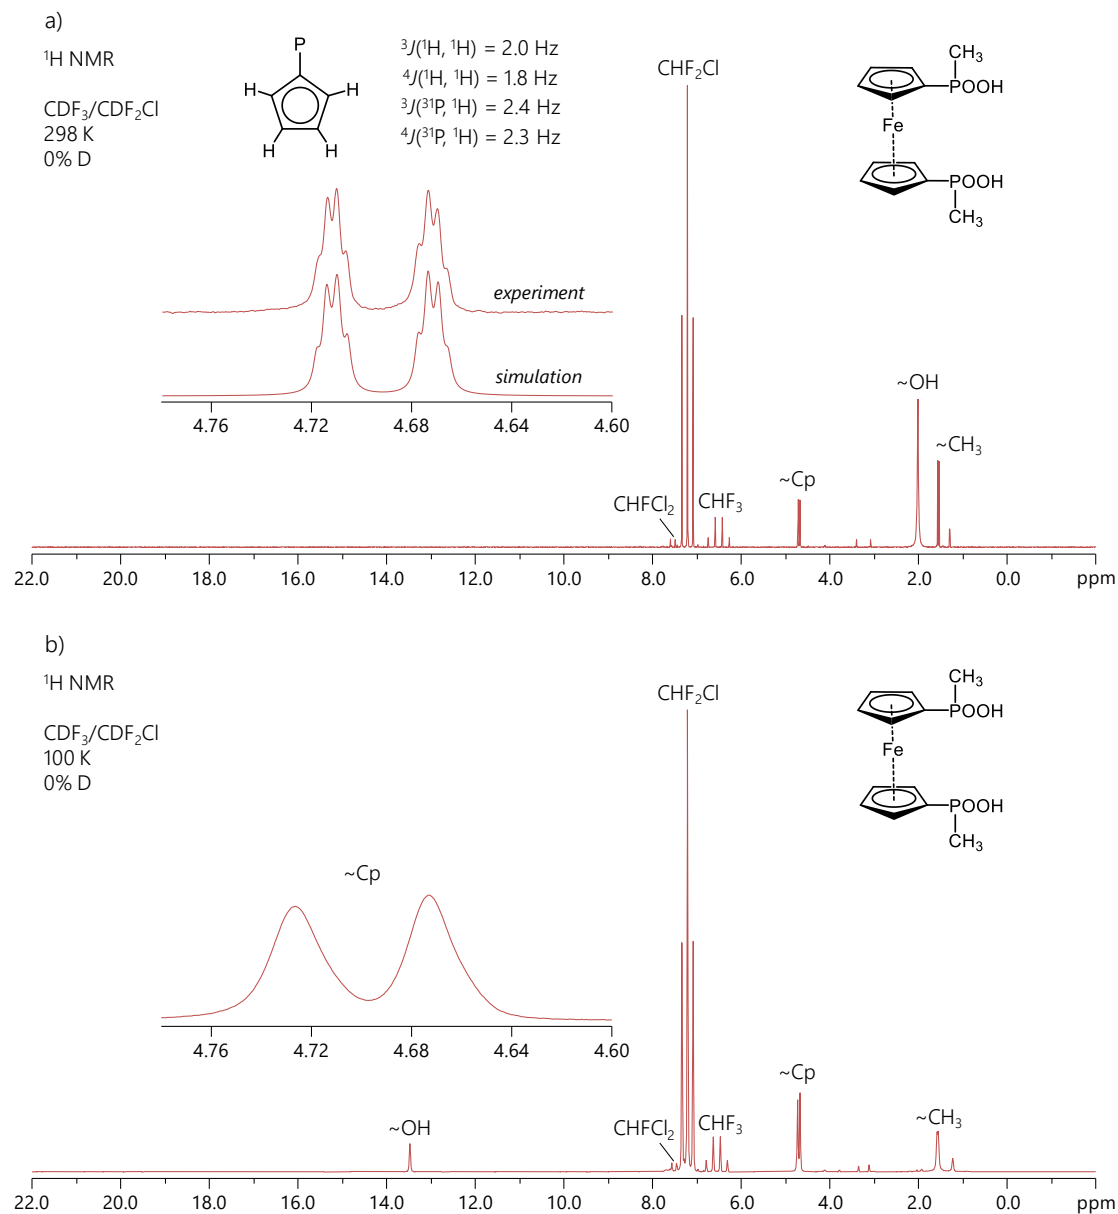 a)
¹H NMR
CDF₃/CDF₂Cl
298 K
0% D
P
H
H
H
H
³J(¹H, ¹H) = 2.0 Hz
⁴J(¹H, ¹H) = 1.8 Hz
³J(³¹P, ¹H) = 2.4 Hz
⁴J(³¹P, ¹H) = 2.3 Hz
CHF₂Cl
CH₃
POOH
Fe
POOH
CH₃
experiment
simulation
4.76 4.72 4.68 4.64 4.60
~OH
~CH₃
~Cp
CHFCl₂
CHF₃
22.0 20.0 18.0 16.0 14.0 12.0 10.0 8.0 6.0 4.0 2.0 0.0 ppm
b)
¹H NMR
CDF₃/CDF₂Cl
100 K
0% D
CHF₂Cl
CH₃
POOH
Fe
POOH
CH₃
~Cp
4.76 4.72 4.68 4.64 4.60
~Cp
~OH
CHFCl₂
CHF₃
~CH₃
22.0 20.0 18.0 16.0 14.0 12.0 10.0 8.0 6.0 4.0 2.0 0.0 ppm